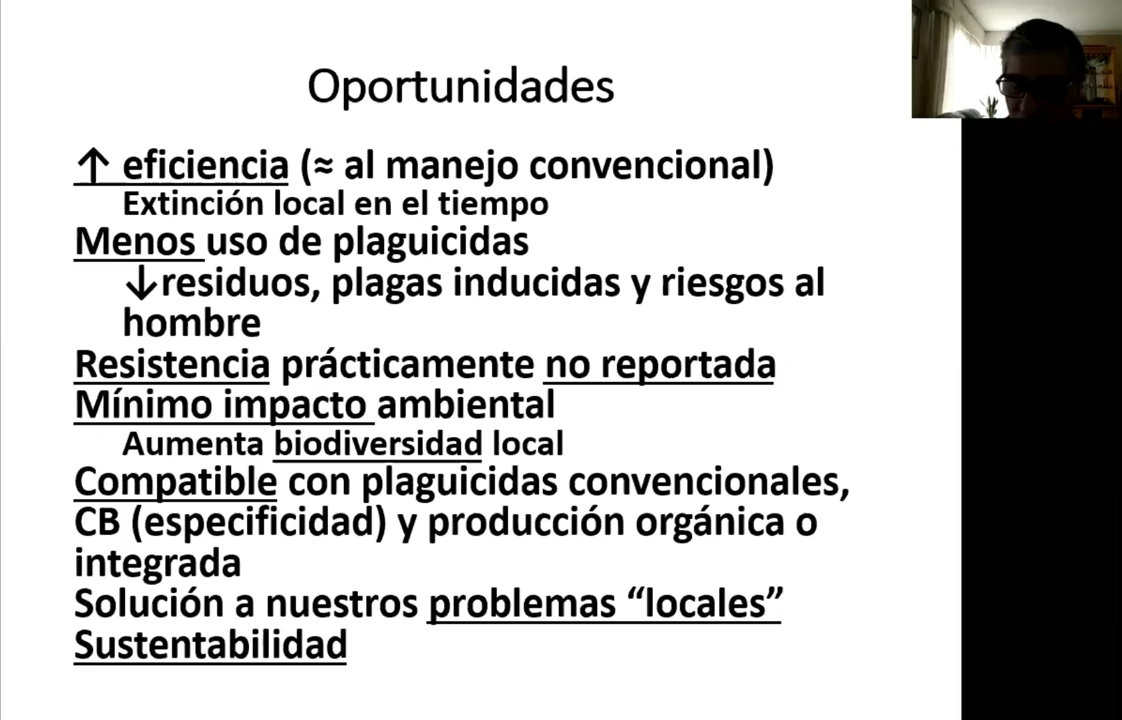 Oportunidades
↑ eficiencia (≈ al manejo convencional)
Extinción local en el tiempo
Menos uso de plaguicidas
↓residuos, plagas inducidas y riesgos al
hombre
Resistencia prácticamente no reportada
Mínimo impacto ambiental
Aumenta biodiversidad local
Compatible con plaguicidas convencionales,
CB (especificidad) y producción orgánica o
integrada
Solución a nuestros problemas “locales”
Sustentabilidad